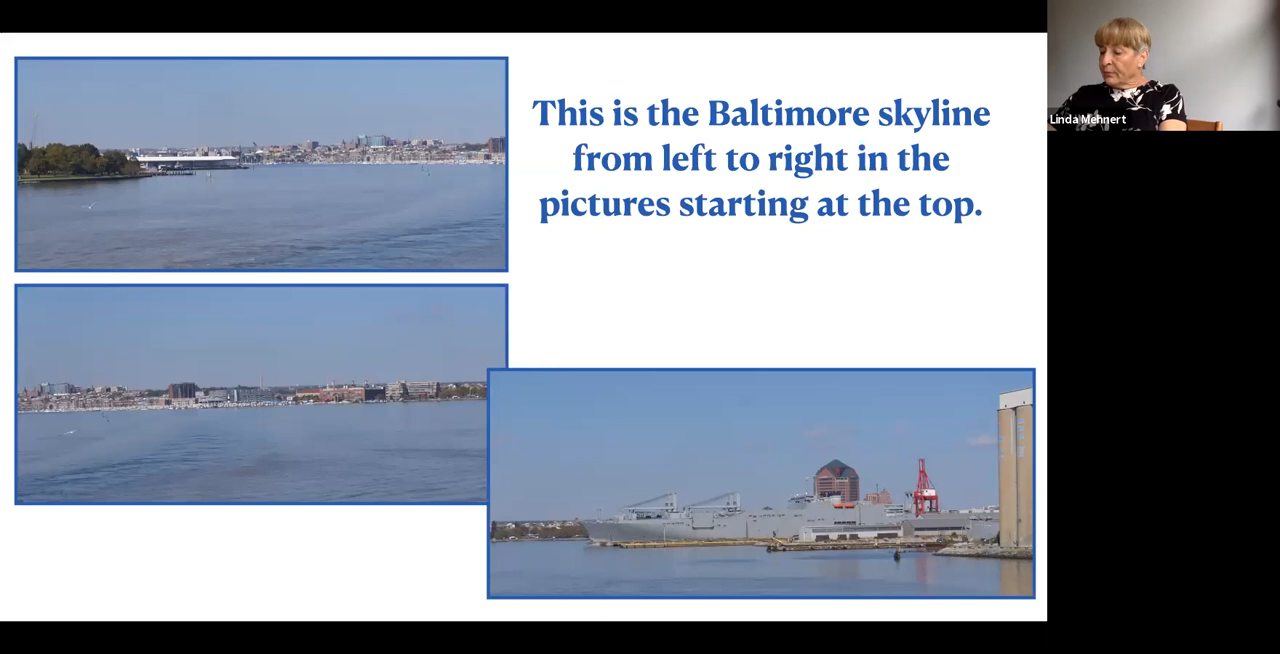 This is the Baltimore skyline
from left to right in the
pictures starting at the top.
Linda Mehnert